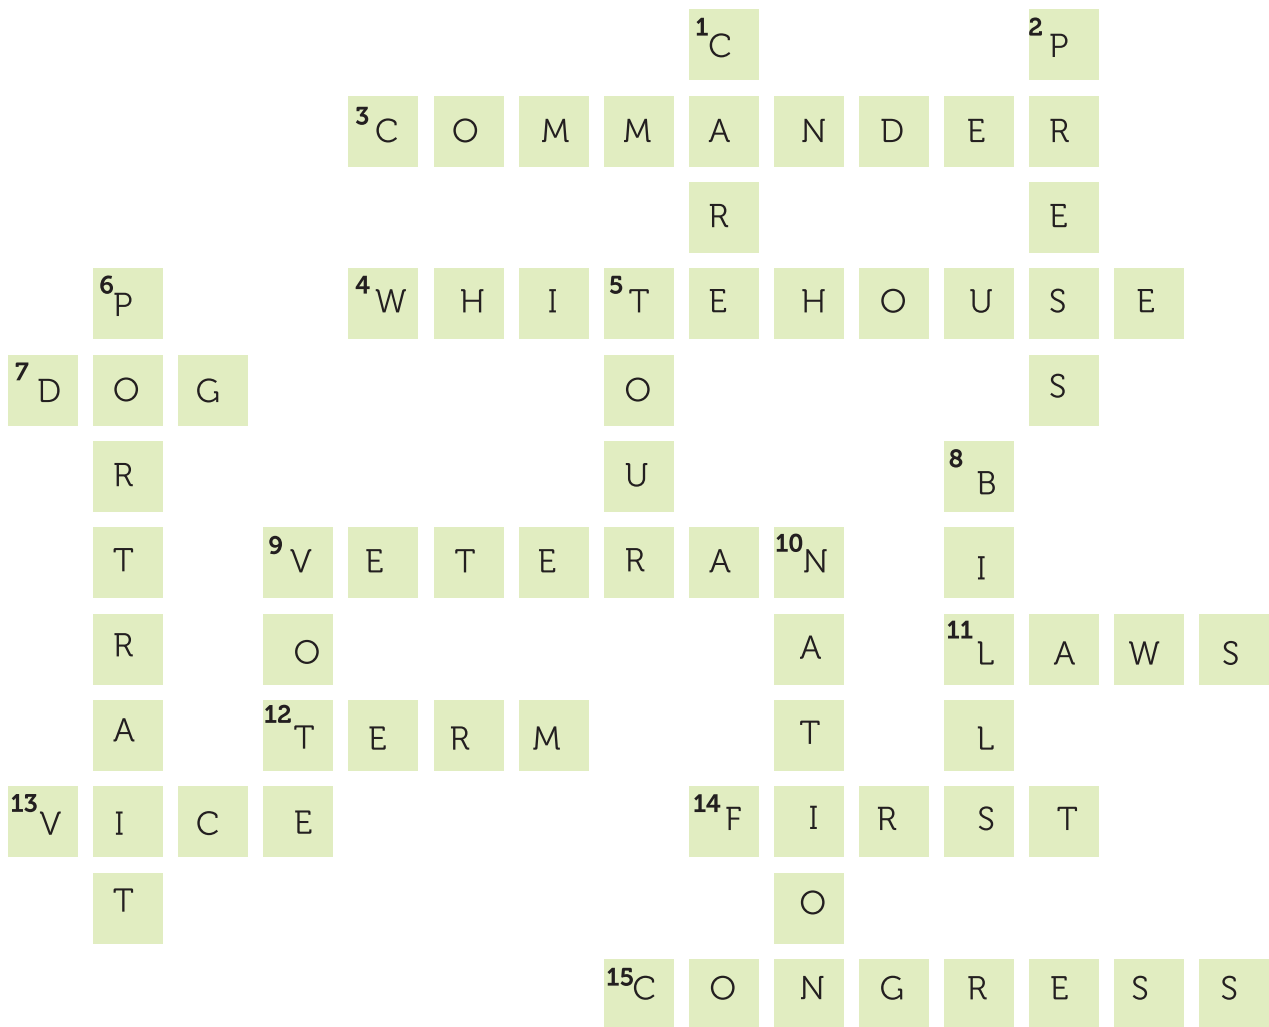 1C 2P
3C O M M A N D E R
R E
6P 4W H I 5T E H O U S E
7D O G O S
R U 8B
T 9V E T E R A 10N I
R O A 11L A W S
A 12T E R M T L
13V I C E 14F I R S T
T O
15C O N G R E S S